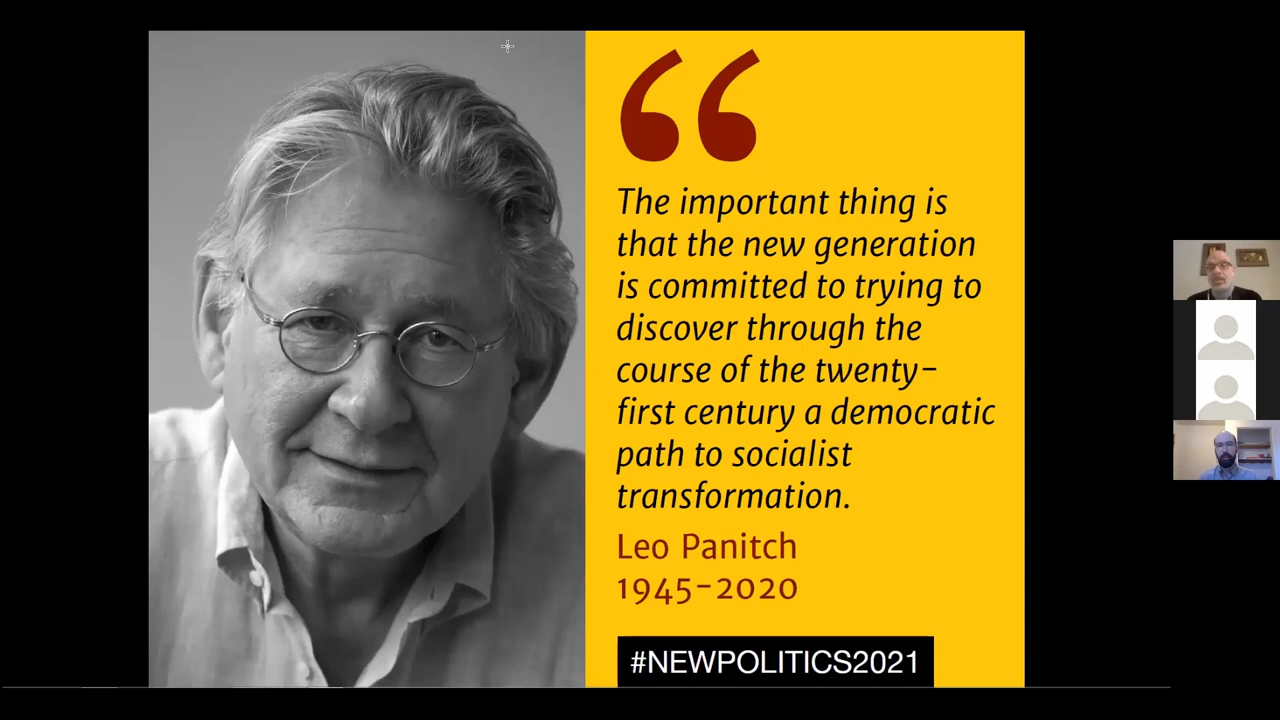 “
The important thing is
that the new generation
is committed to trying to
discover through the
course of the twenty-
first century a democratic
path to socialist
transformation.
Leo Panitch
1945-2020
#NEWPOLITICS2021